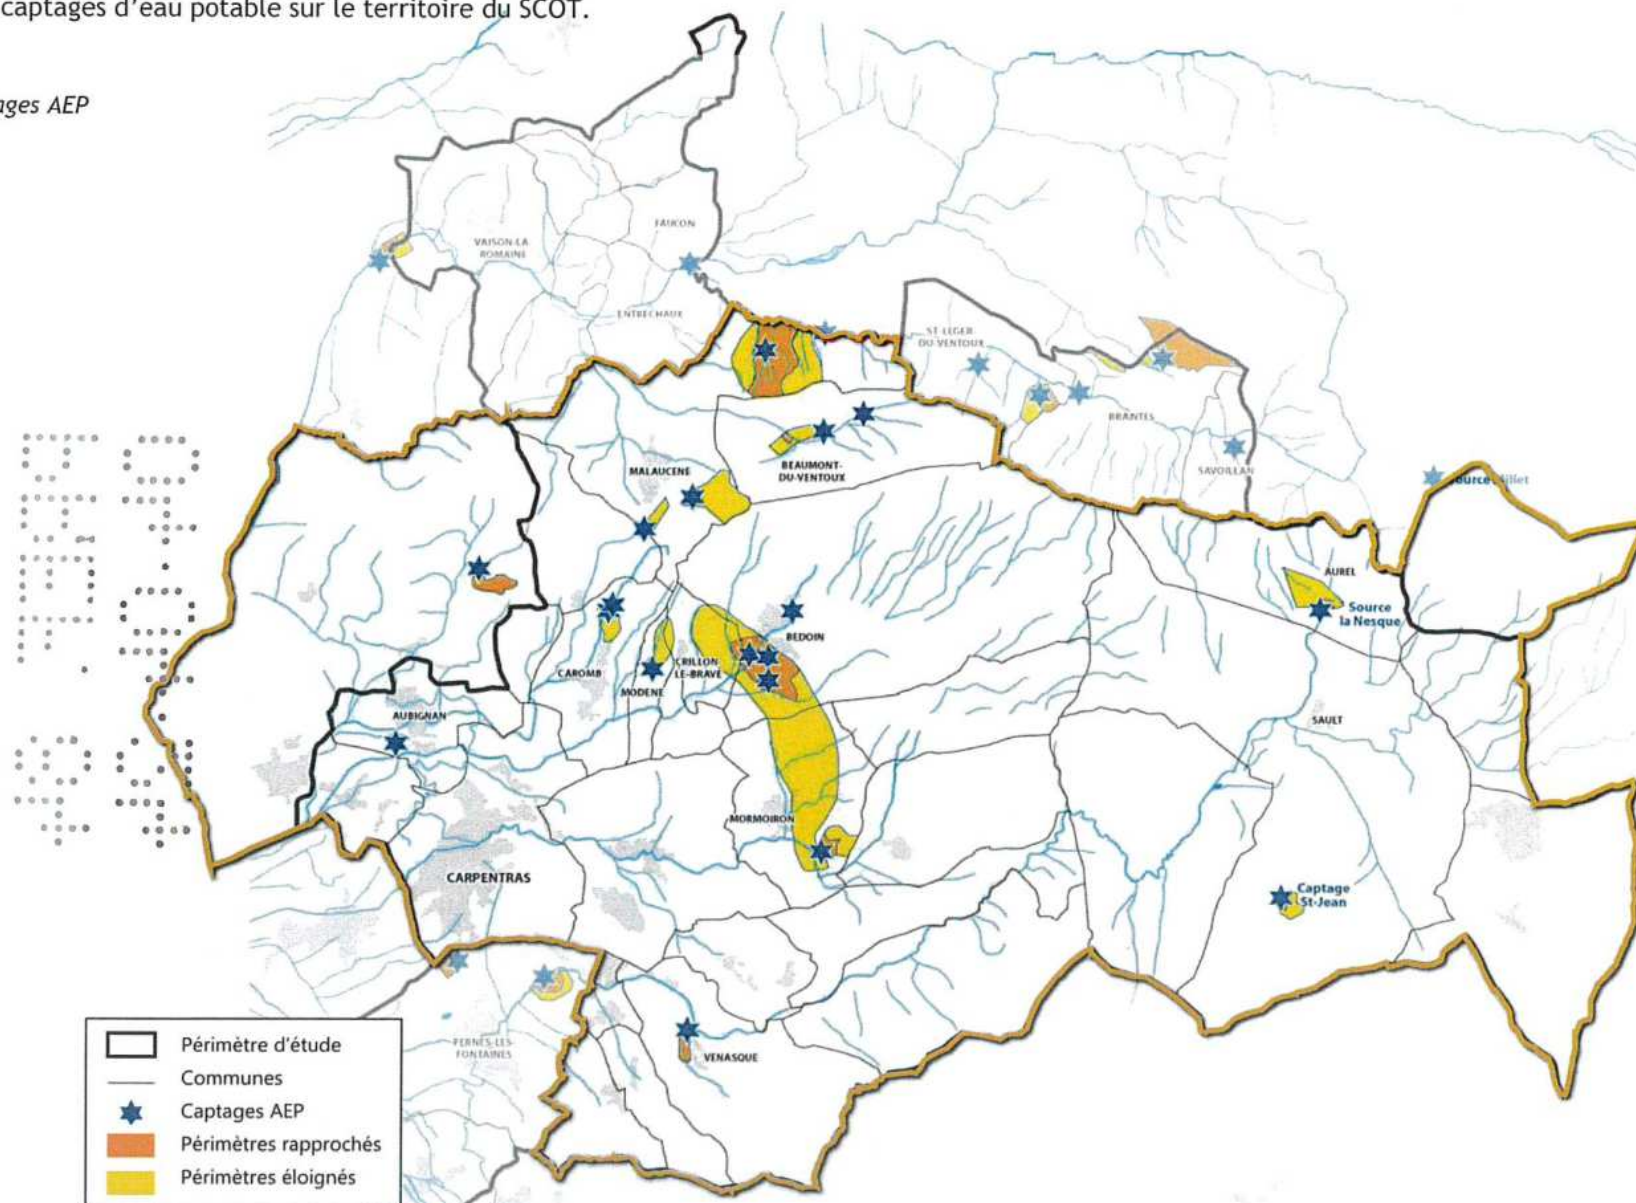 captages d'eau potable sur le territoire du SCOT.
ages AEP
FAUCON
VAISON-LA
ROMAINE
ENTRECHAUX
ST-LEGER
DU-VENTOUX
BRANTES
SAVOILLAN
MALAUCENE
BEAUMONT-
DU-VENTOUX
AUREL
Source
la Nesque
BEDOIN
CRILLON
LE-BRAVE
CAROMB
MODENE
AUBIGNAN
SAULT
MORMOIRON
CARPENTRAS
Captage
St-Jean
PERNES-LES-
FONTAINES
VENASQUE
Périmètre d'étude
Communes
Captages AEP
Périmètres rapprochés
Périmètres éloignés